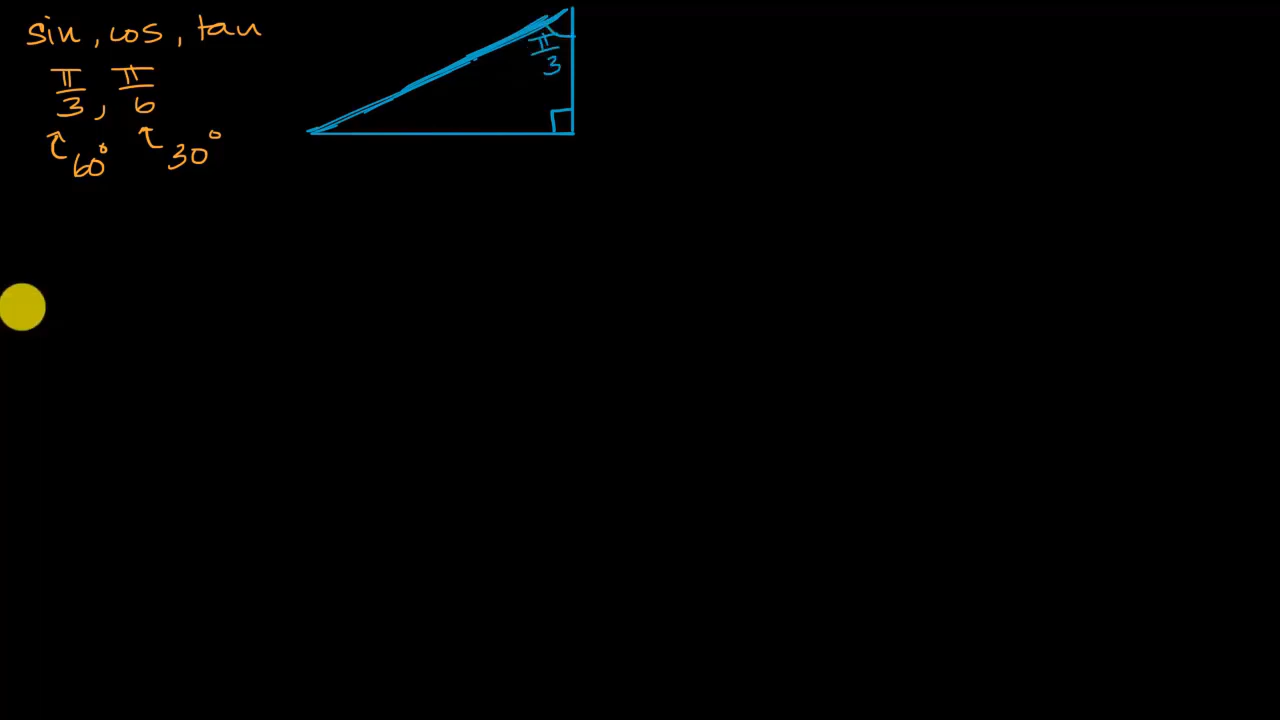 sin, cos, tan
π/3, π/6
60° 30°
π/3